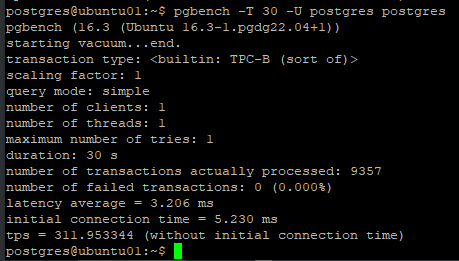 postgres@ubuntu01:~$ pgbench -T 30 -U postgres postgres
pgbench (16.3 (Ubuntu 16.3-1.pgdg22.04+1))
starting vacuum...end.
transaction type: <builtin: TPC-B (sort of)>
scaling factor: 1
query mode: simple
number of clients: 1
number of threads: 1
maximum number of tries: 1
duration: 30 s
number of transactions actually processed: 9357
number of failed transactions: 0 (0.000%)
latency average = 3.206 ms
initial connection time = 5.230 ms
tps = 311.953344 (without initial connection time)
postgres@ubuntu01:~$